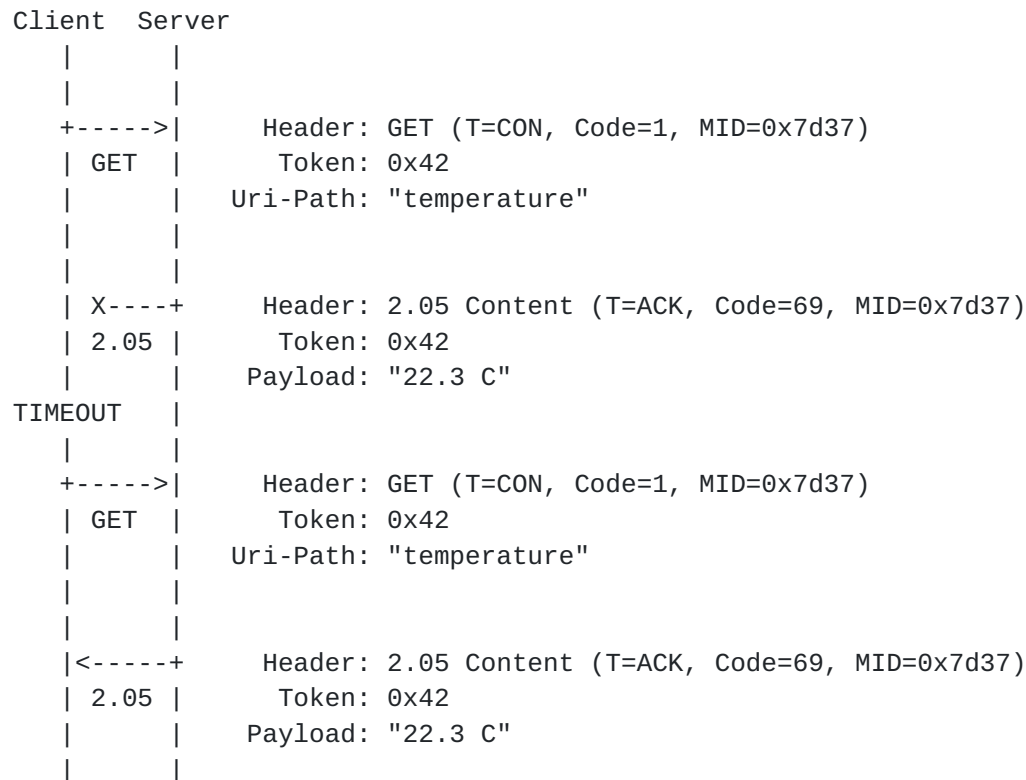 Client  Server
   |      |
   |      |
   +----->|     Header: GET (T=CON, Code=1, MID=0x7d37)
   | GET  |      Token: 0x42
   |      |   Uri-Path: "temperature"
   |      |
   |      |
   | X----+     Header: 2.05 Content (T=ACK, Code=69, MID=0x7d37)
   | 2.05 |      Token: 0x42
   |      |    Payload: "22.3 C"
TIMEOUT   |
   |      |
   +----->|     Header: GET (T=CON, Code=1, MID=0x7d37)
   | GET  |      Token: 0x42
   |      |   Uri-Path: "temperature"
   |      |
   |      |
   |<-----+     Header: 2.05 Content (T=ACK, Code=69, MID=0x7d37)
   | 2.05 |      Token: 0x42
   |      |    Payload: "22.3 C"
   |      |